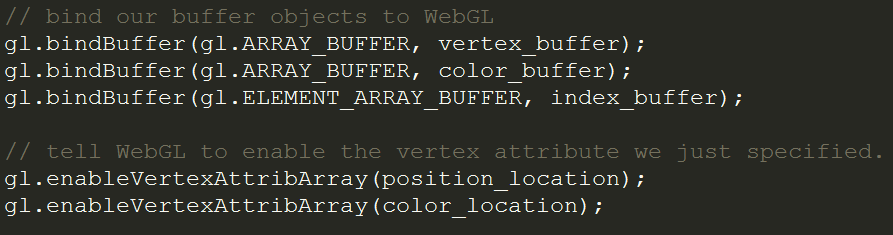 // bind our buffer objects to WebGL
gl.bindBuffer(gl.ARRAY_BUFFER, vertex_buffer);
gl.bindBuffer(gl.ARRAY_BUFFER, color_buffer);
gl.bindBuffer(gl.ELEMENT_ARRAY_BUFFER, index_buffer);
// tell WebGL to enable the vertex attribute we just specified.
gl.enableVertexAttribArray(position_location);
gl.enableVertexAttribArray(color_location);